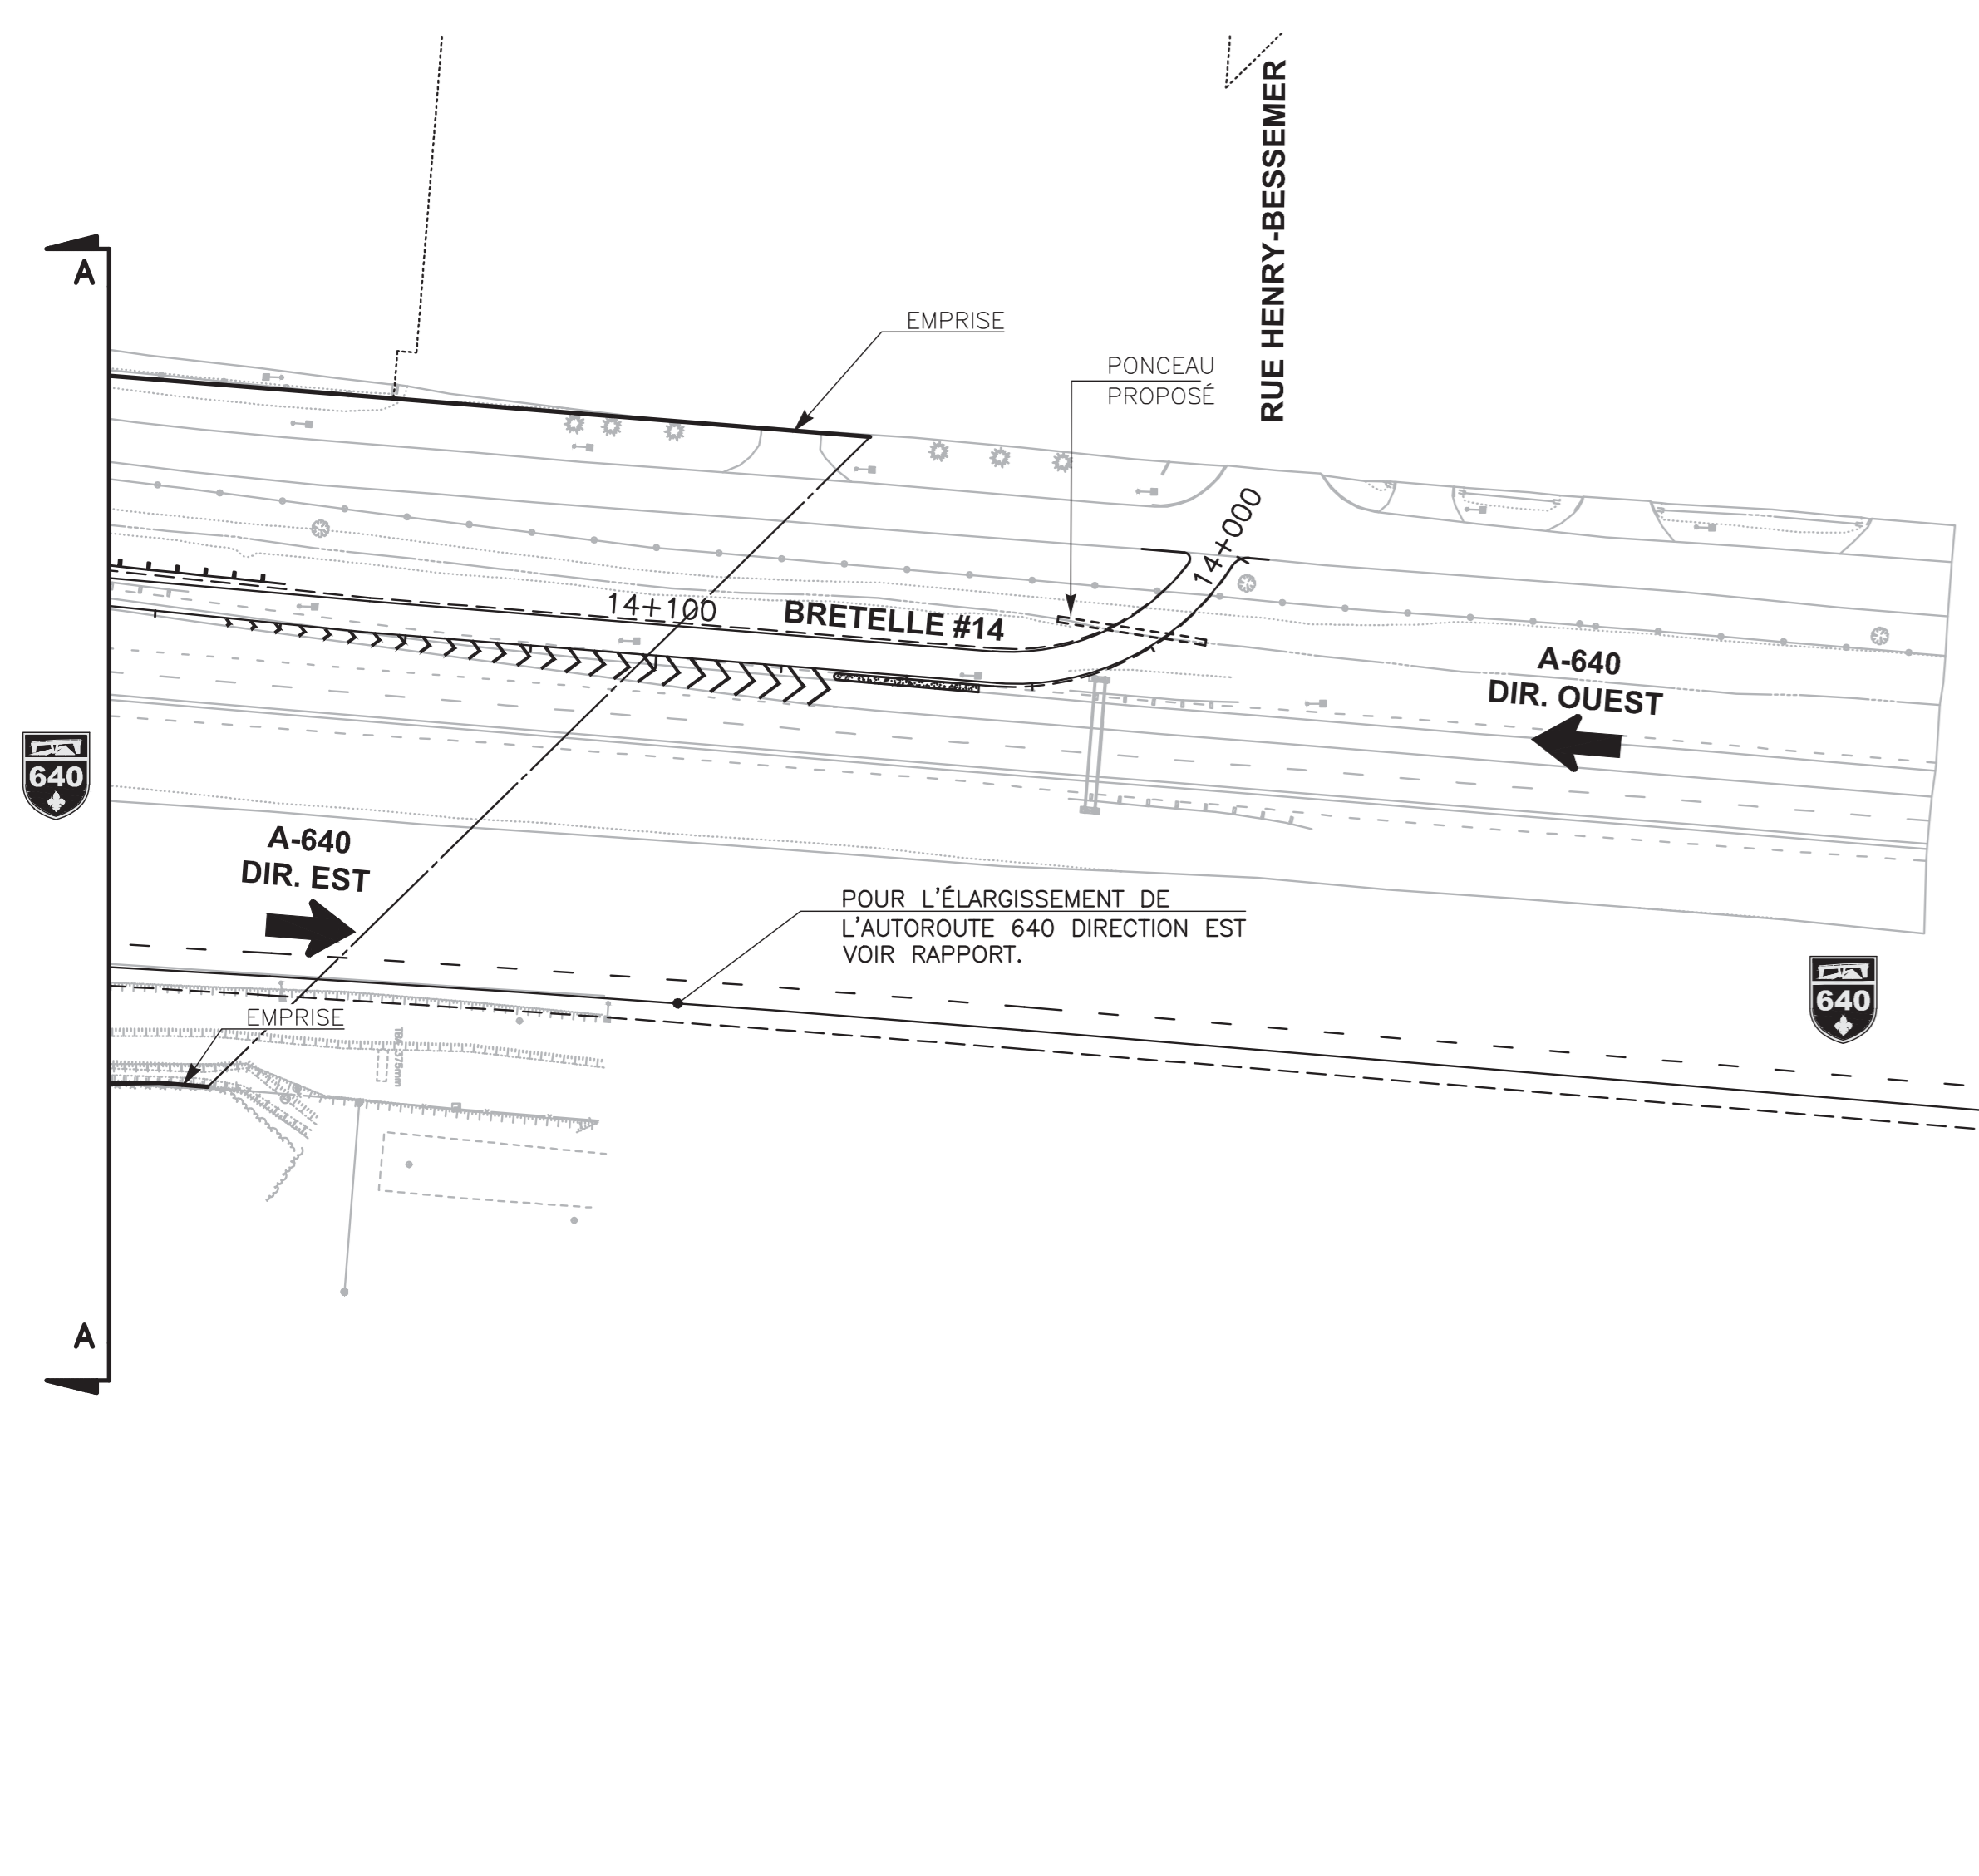 RUE HENRY-BESSEMER
A
EMPRISE
PONCEAU
PROPOSÉ
14+000
14+100
BRETELLE #14
A-640
DIR. OUEST
640
A-640
DIR. EST
POUR L'ÉLARGISSEMENT DE
L'AUTOROUTE 640 DIRECTION EST
VOIR RAPPORT.
640
EMPRISE
A